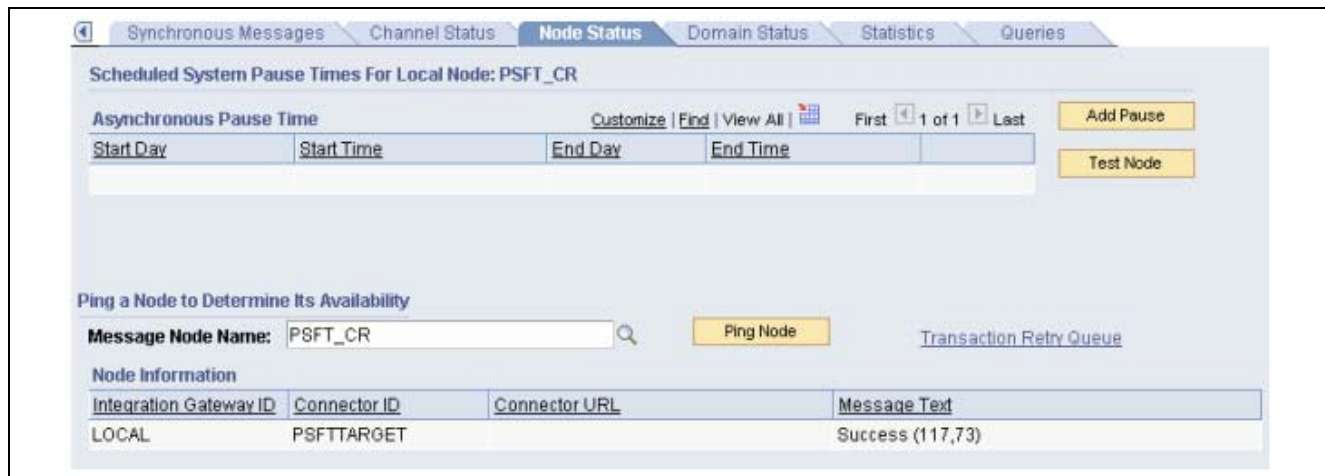 Synchronous Messages Channel Status Node Status Domain Status Statistics Queries
Scheduled System Pause Times For Local Node: PSFT_CR
Asynchronous Pause Time Customize | Find | View All | First 1 of 1 Last Add Pause
Start Day Start Time End Day End Time
Test Node
Ping a Node to Determine Its Availability
Message Node Name: PSFT_CR Ping Node Transaction Retry Queue
Node Information
Integration Gateway ID Connector ID Connector URL Message Text
LOCAL PSFTTARGET Success (117,73)